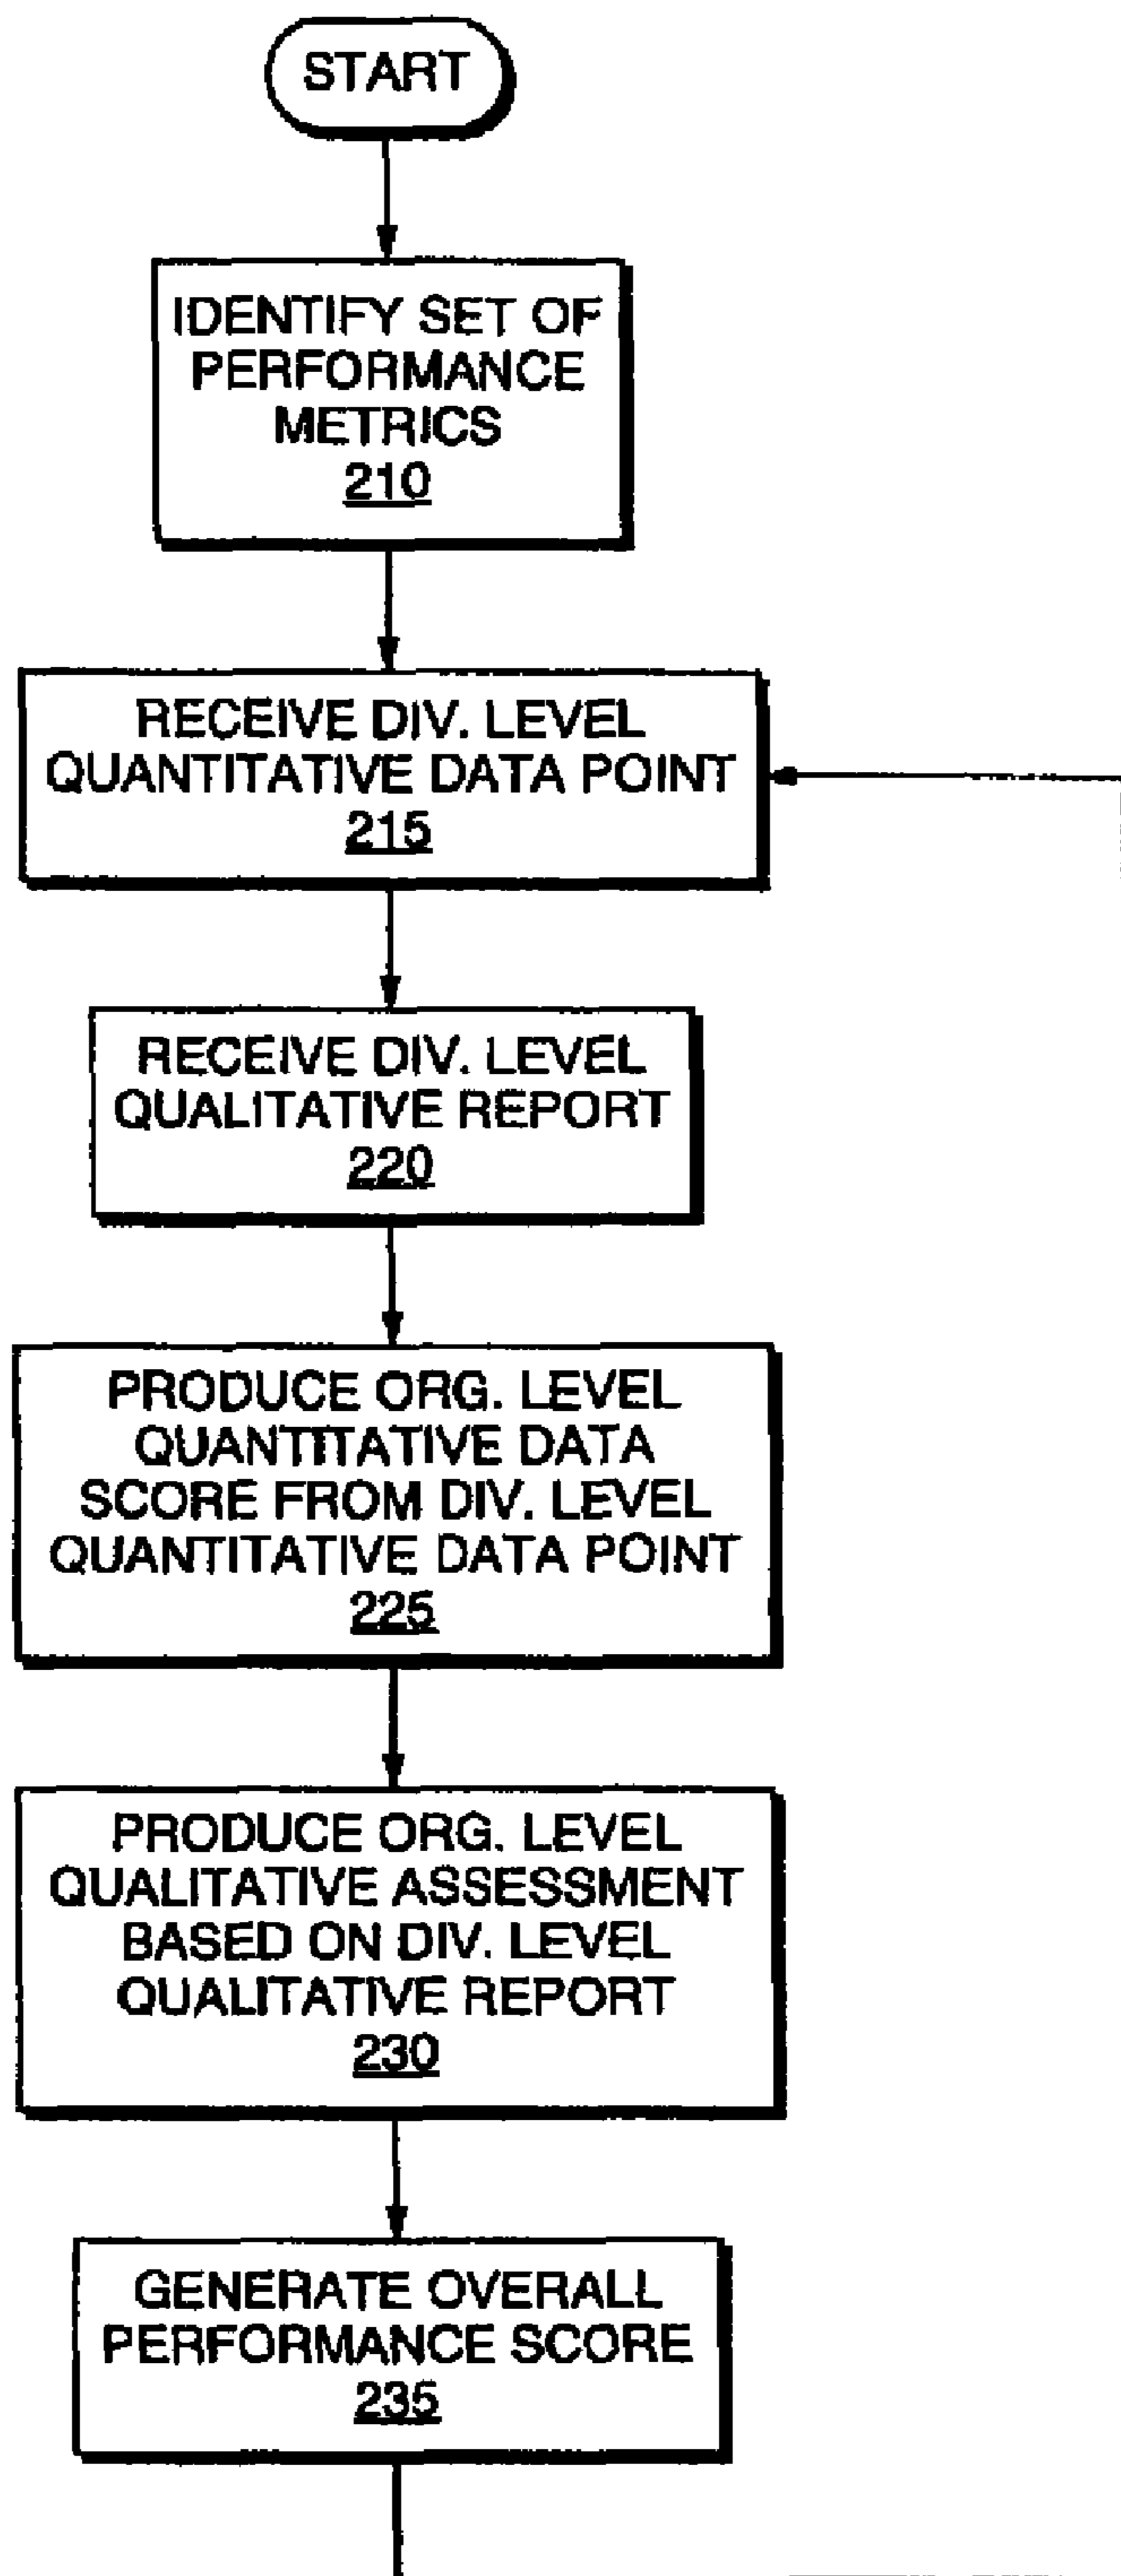 START
IDENTIFY SET OF
PERFORMANCE
METRICS
210
RECEIVE DIV. LEVEL
QUANTITATIVE DATA POINT
215
RECEIVE DIV. LEVEL
QUALITATIVE REPORT
220
PRODUCE ORG. LEVEL
QUANTITATIVE DATA
SCORE FROM DIV. LEVEL
QUANTITATIVE DATA POINT
225
PRODUCE ORG. LEVEL
QUALITATIVE ASSESSMENT
BASED ON DIV. LEVEL
QUALITATIVE REPORT
230
GENERATE OVERALL
PERFORMANCE SCORE
235